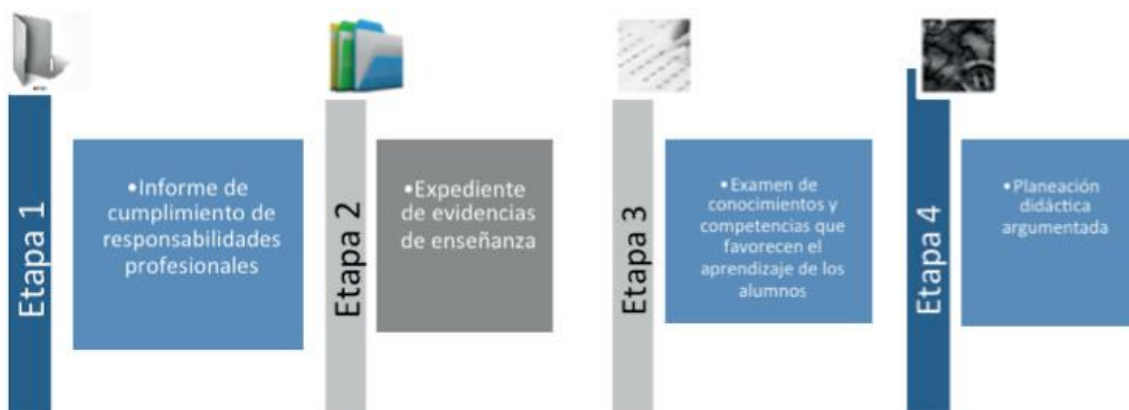 Etapa 1
•Informe de
cumplimiento de
responsabilidades
profesionales
Etapa 2
•Expediente
de evidencias
de enseñanza
Etapa 3
•Examen de
conocimientos y
competencias que
favorecen el
aprendizaje de los
alumnos
Etapa 4
•Planeación
didáctica
argumentada